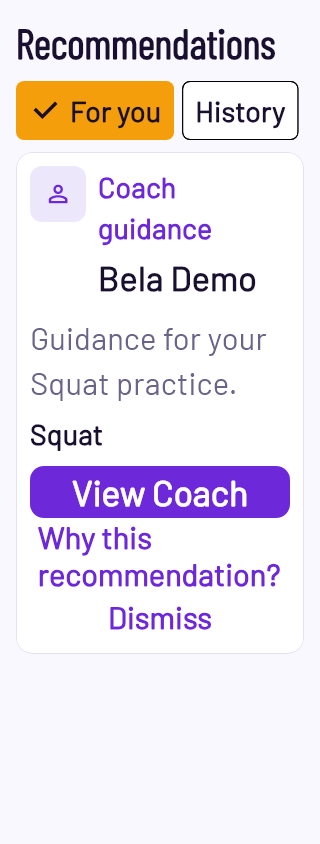 Recommendations
For you
History
Coach
guidance
Bela Demo
Guidance for your
Squat practice.
Squat
View Coach
Why this
recommendation?
Dismiss